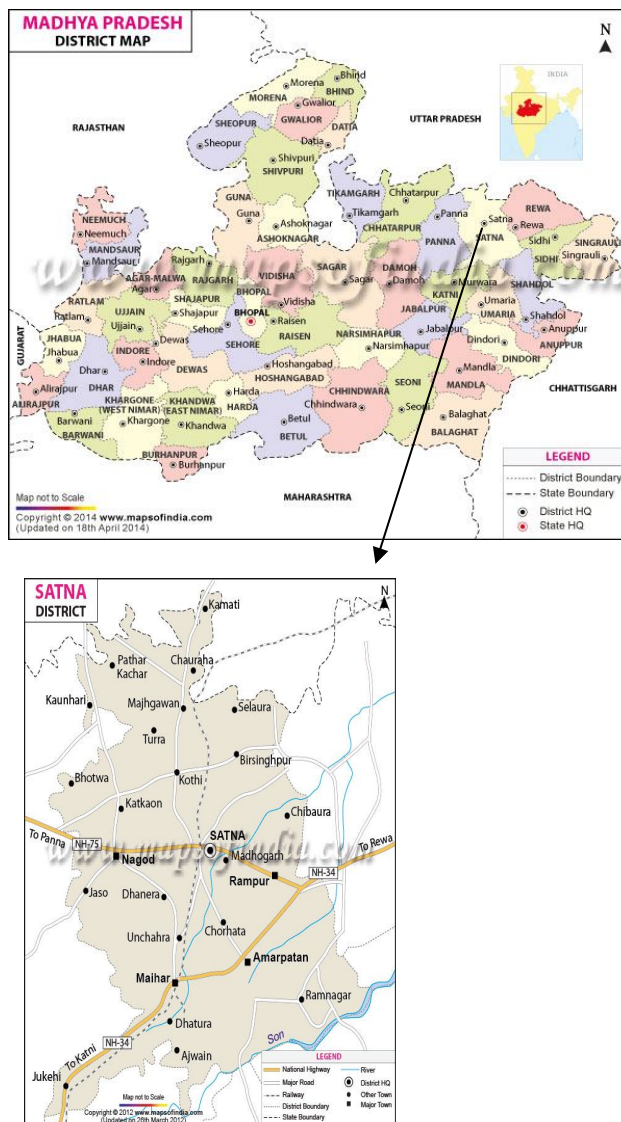 MADHYA PRADESH
DISTRICT MAP
N
INDIA
RAJASTHAN
UTTAR PRADESH
GUJARAT
MAHARASHTRA
CHHATTISGARH
Morena
MORENA
Bhind
BHIND
Gwalior
GWALIOR
SHEOPUR
Sheopur
DATIA
Datia
Shivpuri
SHIVPURI
TIKAMGARH
Tikamgarh
Chhatarpur
CHHATARPUR
Panna
PANNA
Satna
SATNA
REWA
Rewa
Sidhi
SIDHI
SINGRAULI
Singrauli
GUNA
Guna
Ashoknagar
ASHOKNAGAR
NEEMUCH
Neemuch
MANDSAUR
Mandsaur
Rajgarh
RAJGARH
AGAR-MALWA
Agar
VIDISHA
Vidisha
SAGAR
Sagar
DAMOH
Damoh
Murwara
KATNI
SHAHDOL
Shahdol
www.mapsofindia.com
RATLAM
Ratlam
UJJAIN
Ujjain
SHAJAPUR
Shajapur
BHOPAL
BHOPAL
Raisen
RAISEN
Sehore
SEHORE
JABALPUR
Jabalpur
Umaria
UMARIA
Anuppur
ANUPPUR
JHABUA
Jhabua
INDORE
Indore
Dewas
DEWAS
NARSIMHAPUR
Narsimhapur
Dindori
DINDORI
Dhar
DHAR
Hoshangabad
HOSHANGABAD
Mandla
MANDLA
Alirajpur
ALIRAJPUR
KHARGONE
(WEST NIMAR)
Khargone
KHANDWA
(EAST NIMAR)
Khandwa
Harda
HARDA
CHHINDWARA
Chhindwara
SEONI
Seoni
Balaghat
BALAGHAT
Barwani
BARWANI
Betul
BETUL
BURHANPUR
Burhanpur
Map not to Scale
Copyright © 2014 www.mapsofindia.com
(Updated on 18th April 2014)
LEGEND
District Boundary
State Boundary
District HQ
State HQ
SATNA
DISTRICT
N
Kamati
Pathar
Kachar
Chauraha
Kaunhari
Majhgawan
Selaura
Turra
Birsinghpur
Bhotwa
Kothi
Katkaon
Chibaura
To Panna
NH-75
SATNA
To Rewa
www.mapsofindia.com
Nagod
Madhogarh
Rampur
NH-34
Jaso
Dhanera
Chorhata
Unchahra
Amarpatan
Maihar
Ramnagar
Dhatura
Son
NH-34
To Katni
Ajwain
Jukehi
LEGEND
National Highway
River
Major Road
District HQ
Railway
Other Town
District Boundary
Major Town
State Boundary
Map not to Scale
Copyright © 2012 www.mapsofindia.com
(Updated on 26th March 2012)